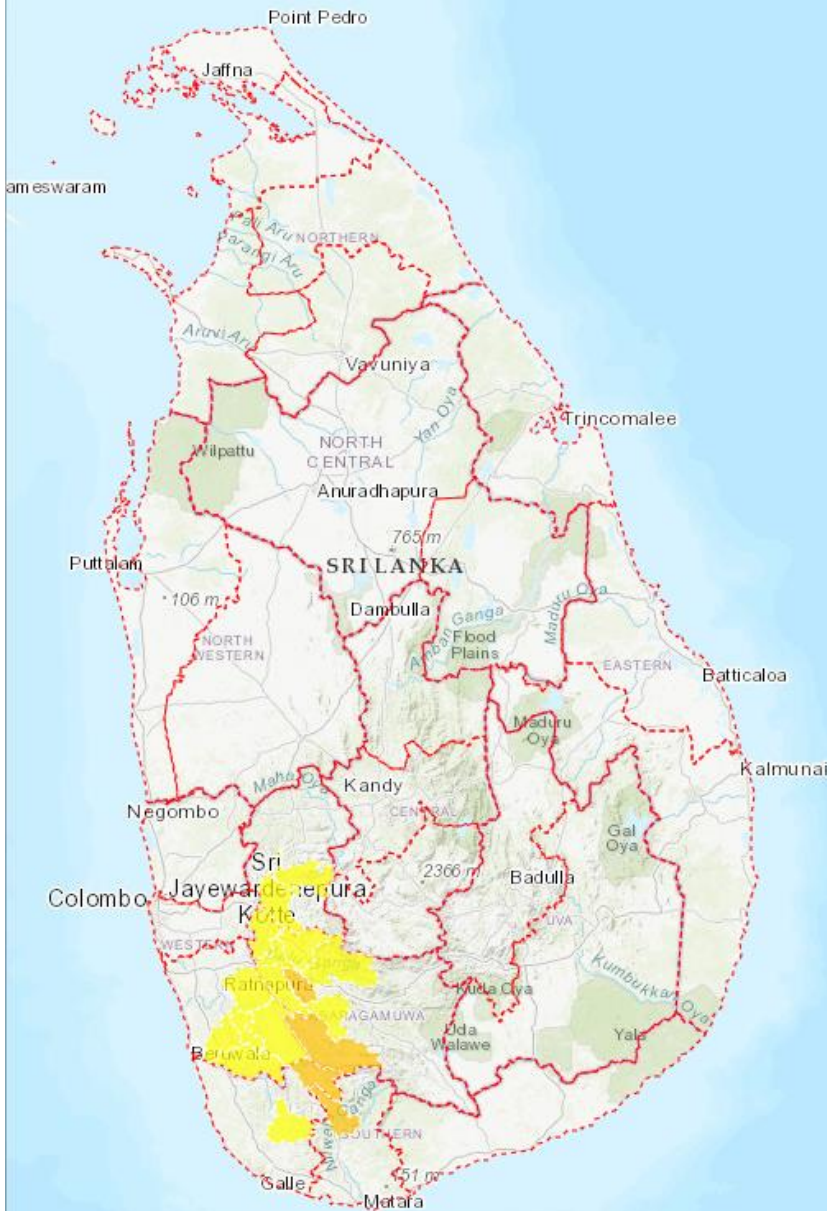 Point Pedro
Jaffna
ameswaram
Pali Aru
NORTHERN
Parangi Aru
Aruvi Aru
Vavuniya
Yan Oya
Trincomalee
Wilpattu
NORTH
CENTRAL
Anuradhapura
765 m
Puttalam
SRI LANKA
106 m
Dambulla
Amban Ganga
Maduru Oya
Flood
Plains
NORTH
WESTERN
EASTERN
Batticaloa
Maduru
Oya
Maha Oya
Kandy
Kalmunai
Negombo
CENTRAL
Gal
Oya
Sri
Jayewardenepura
Kotte
2366 m
Badulla
Colombo
UVA
WESTERN
Ratnapura
Kuda Oya
Kumbukkan Oya
SABARAGAMUWA
Uda
Walawe
Yala
Beruwala
Ganga
SOUTHERN
Galle
151 m
Matara